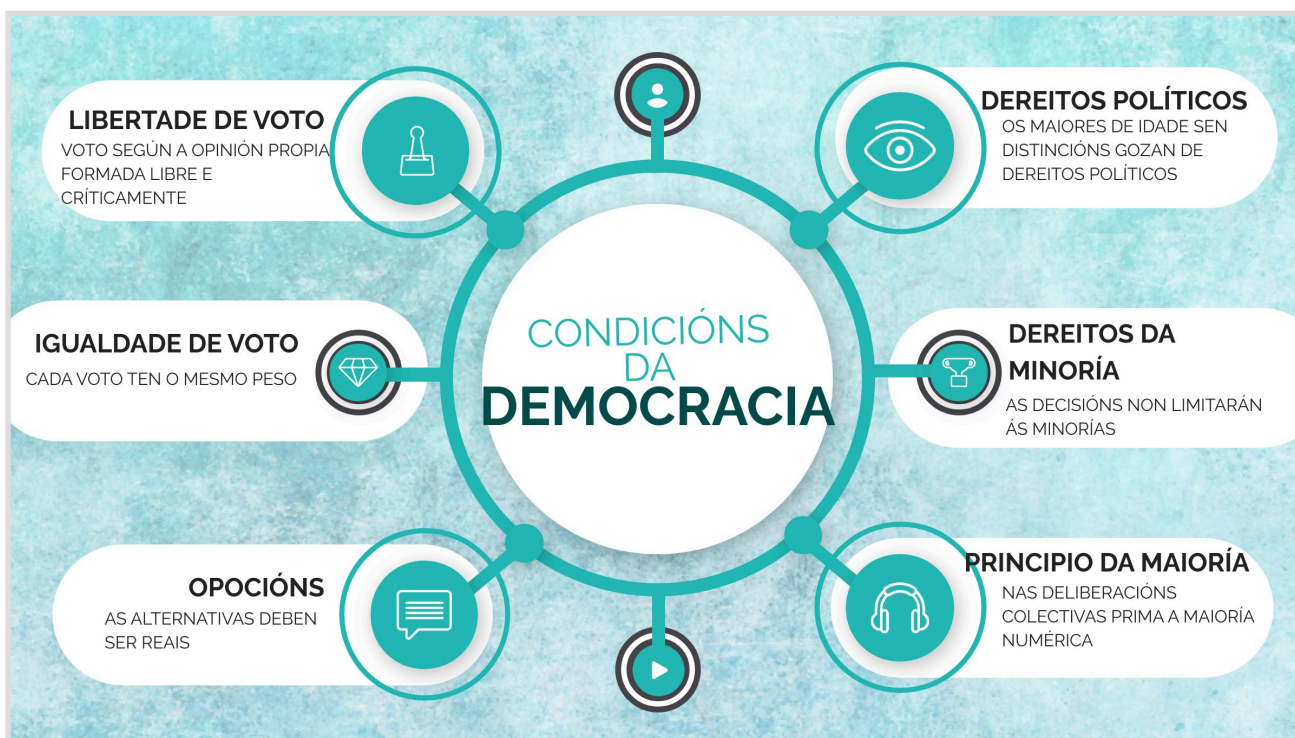 LIBERTADE DE VOTO
VOTO SEGÚN A OPINIÓN PROPIA
FORMADA LIBRE E
CRÍTICAMENTE
IGUALDADE DE VOTO
CADA VOTO TEN O MESMO PESO
OPOCIÓNS
AS ALTERNATIVAS DEBEN
SER REAIS
CONDICIÓNS
DA
DEMOCRACIA
DEREITOS POLÍTICOS
OS MAIORES DE IDADE SEN
DISTINCIÓNS GOZAN DE
DEREITOS POLÍTICOS
DEREITOS DA
MINORÍA
AS DECISIÓNS NON LIMITARÁN
ÁS MINORÍAS
PRINCIPIO DA MAIORÍA
NAS DELIBERACIÓNS
COLECTIVAS PRIMA A MAIORÍA
NUMÉRICA